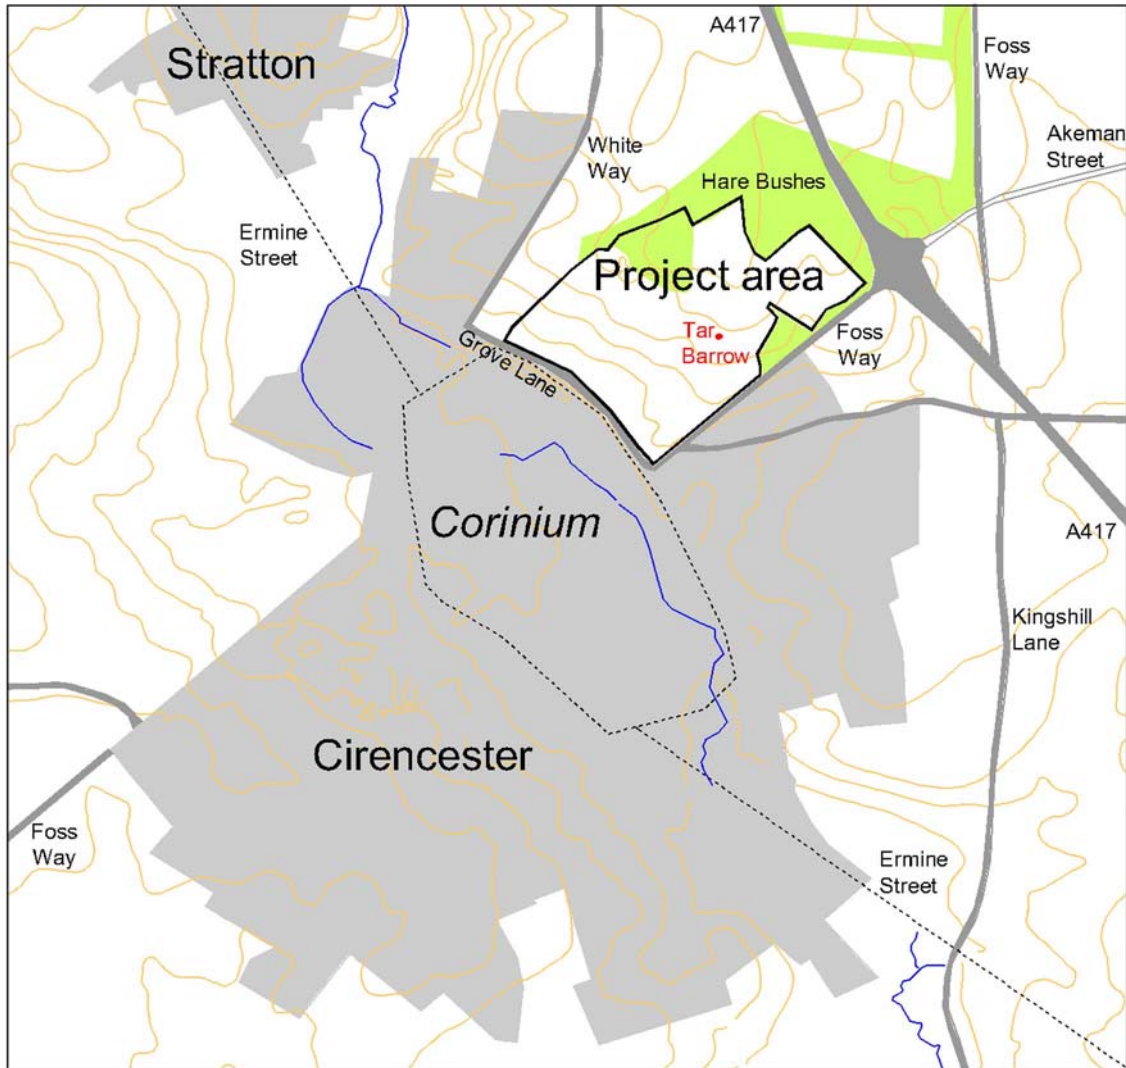 A417
Foss
Way
Stratton
Akeman
Street
White
Way
Hare Bushes
Ermine
Street
Project area
Tar
Barrow
Foss
Way
Grove Lane
Corinium
A417
Kingshill
Lane
Cirencester
Foss
Way
Ermine
Street